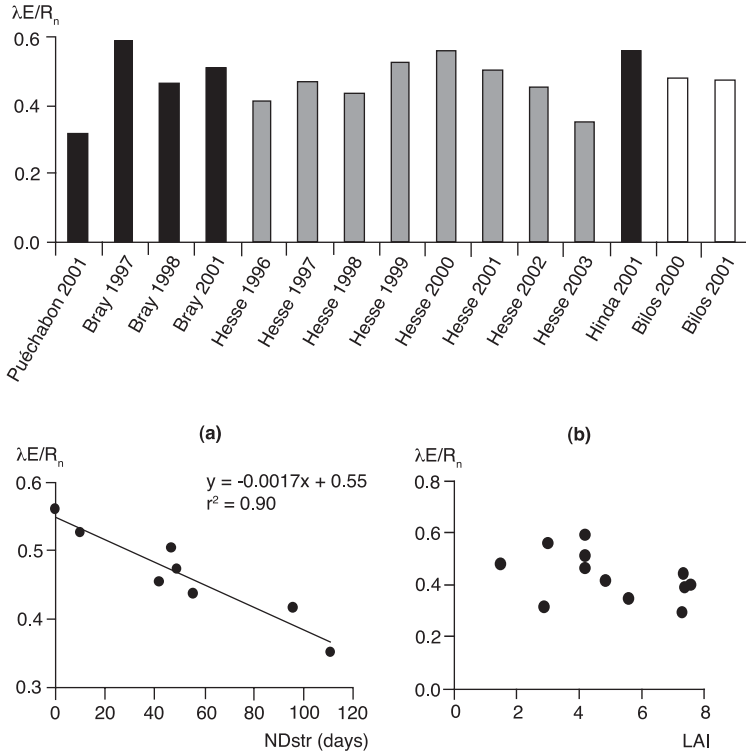 λE/Rn
0.6
0.4
0.2
0.0
Puéchabon 2001
Bray 1997
Bray 1998
Bray 2001
Hesse 1996
Hesse 1997
Hesse 1998
Hesse 1999
Hesse 2000
Hesse 2001
Hesse 2002
Hesse 2003
Hinda 2001
Bilos 2000
Bilos 2001
(a)
λE/Rn
y = -0.0017x + 0.55
r² = 0.90
0.6
0.5
0.4
0.3
0 20 40 60 80 100 120
NDstr (days)
(b)
λE/Rn
0.8
0.6
0.4
0.2
0.0
0 2 4 6 8
LAI